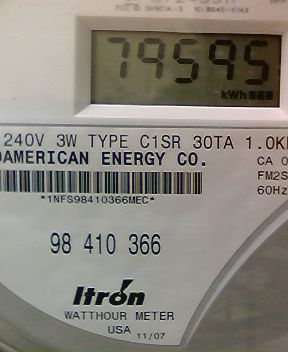 79595
kWh
240V 3W TYPE C1SR 30TA 1.0K
AMERICAN ENERGY CO.
CA 0
FM2S
60Hz
*1NFS98410366MEC*
98 410 366
Itron
WATTHOUR METER
USA 11/07